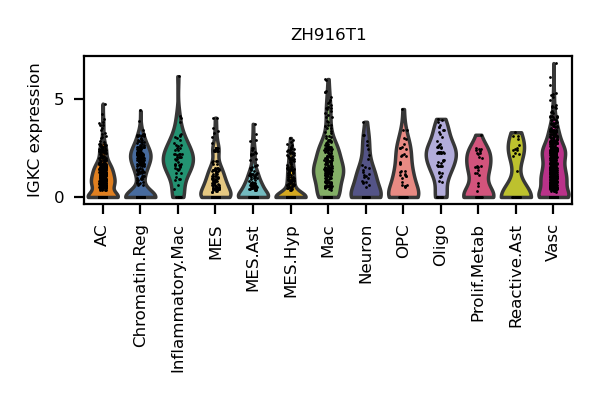 ZH916T1
IGKC expression
5
0
AC
Chromatin.Reg
Inflammatory.Mac
MES
MES.Ast
MES.Hyp
Mac
Neuron
OPC
Oligo
Prolif.Metab
Reactive.Ast
Vasc